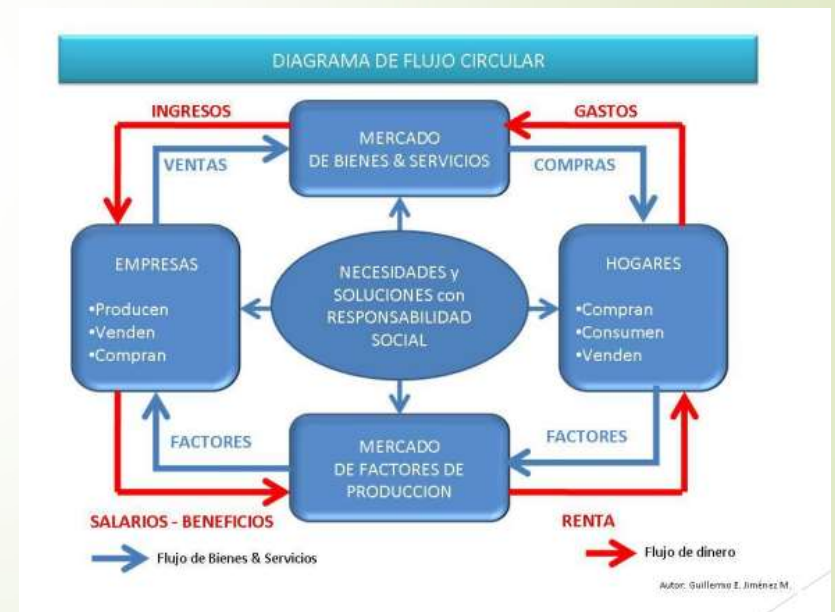 DIAGRAMA DE FLUJO CIRCULAR
INGRESOS
GASTOS
MERCADO
DE BIENES & SERVICIOS
VENTAS
COMPRAS
EMPRESAS
•Producen
•Venden
•Compran
NECESIDADES y
SOLUCIONES con
RESPONSABILIDAD
SOCIAL
HOGARES
•Compran
•Consumen
•Venden
FACTORES
MERCADO
DE FACTORES DE
PRODUCCION
FACTORES
SALARIOS - BENEFICIOS
RENTA
Flujo de Bienes & Servicios
Flujo de dinero
Autor: Guillermo E. Jiménez M.